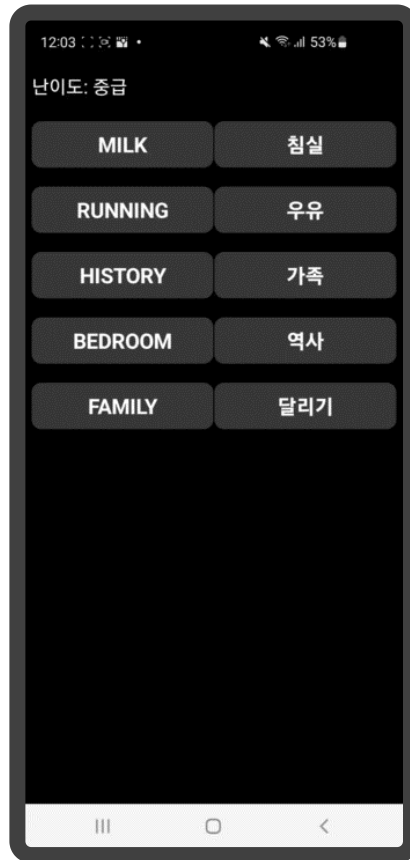 12:03 53%
난이도: 중급
MILK 침실
RUNNING 우유
HISTORY 가족
BEDROOM 역사
FAMILY 달리기